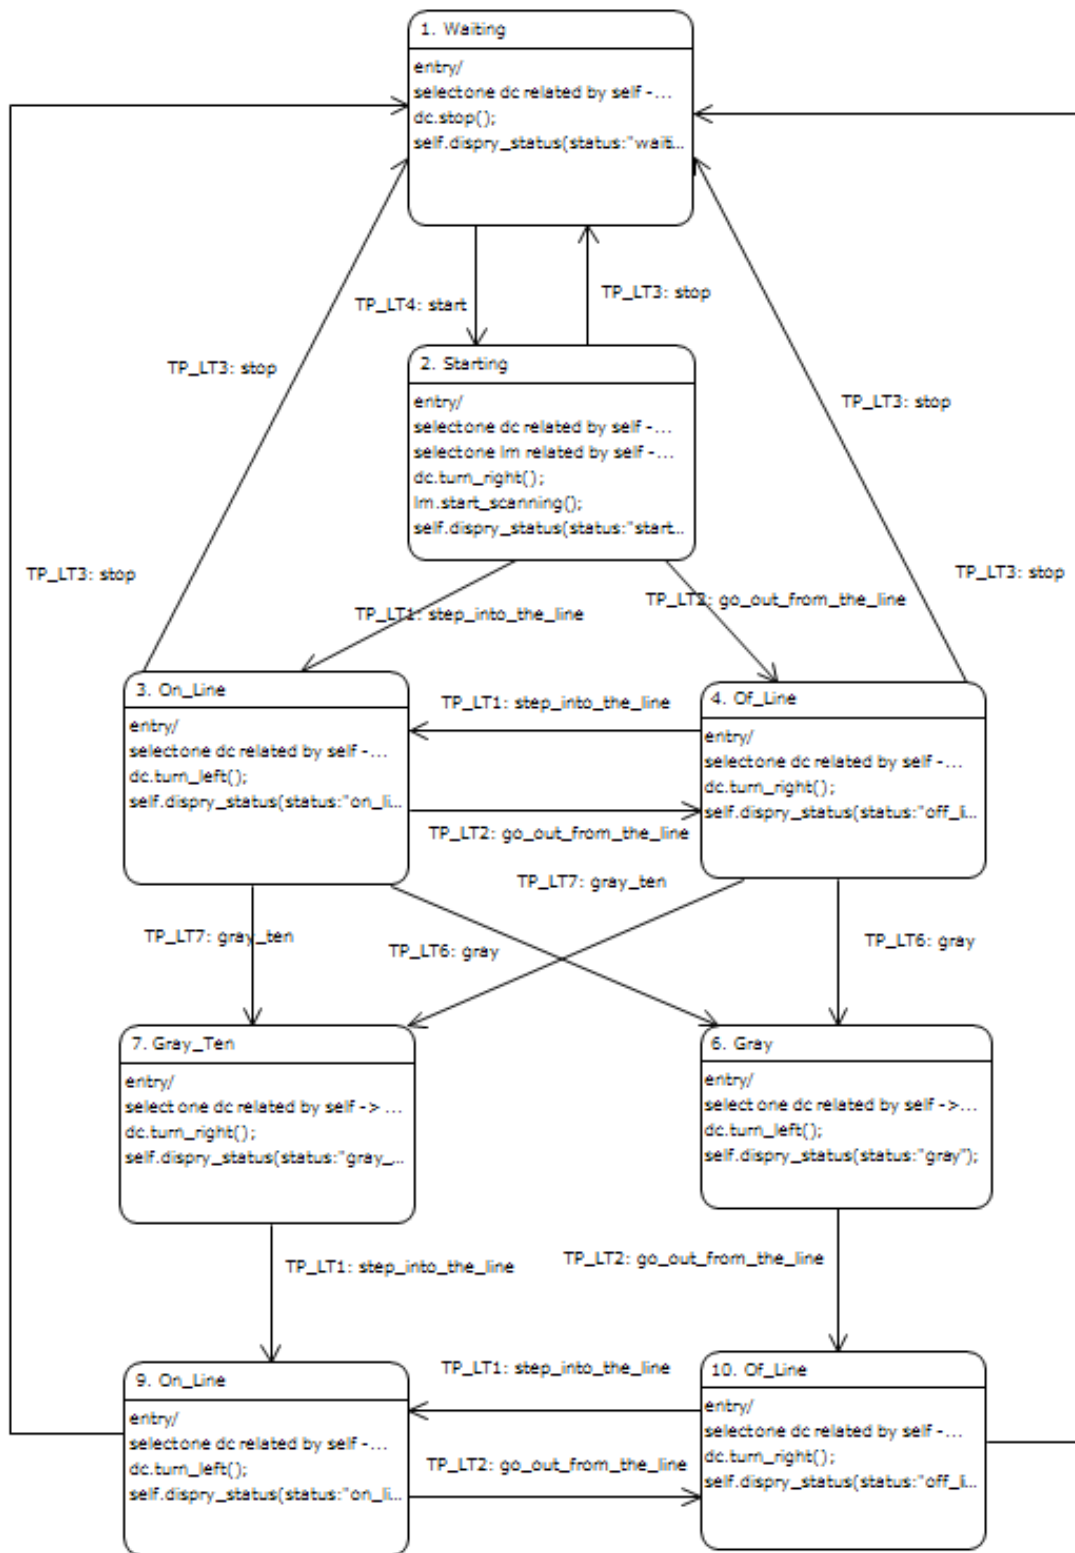 1. Waiting
entry/
selectone dc related by self -...
dc.stop();
self.dispry_status(status:"waiti...
TP_LT4: start
TP_LT3: stop
TP_LT3: stop
TP_LT3: stop
2. Starting
entry/
selectone dc related by self -...
selectone lm related by self -...
dc.turn_right();
lm.start_scanning();
self.dispry_status(status:"start...
TP_LT3: stop
TP_LT3: stop
TP_LT1: step_into_the_line
TP_LT2: go_out_from_the_line
3. On_Line
entry/
selectone dc related by self -...
dc.turn_left();
self.dispry_status(status:"on_li...
TP_LT1: step_into_the_line
TP_LT2: go_out_from_the_line
4. Of_Line
entry/
selectone dc related by self -...
dc.turn_right();
self.dispry_status(status:"off_li...
TP_LT7: gray_ten
TP_LT7: gray_ten
TP_LT6: gray
TP_LT6: gray
7. Gray_Ten
entry/
select one dc related by self -> ...
dc.turn_right();
self.dispry_status(status:"gray_...
6. Gray
entry/
select one dc related by self ->...
dc.turn_left();
self.dispry_status(status:"gray");
TP_LT1: step_into_the_line
TP_LT2: go_out_from_the_line
9. On_Line
entry/
selectone dc related by self -...
dc.turn_left();
self.dispry_status(status:"on_li...
TP_LT1: step_into_the_line
TP_LT2: go_out_from_the_line
10. Of_Line
entry/
selectone dc related by self -...
dc.turn_right();
self.dispry_status(status:"off_li...